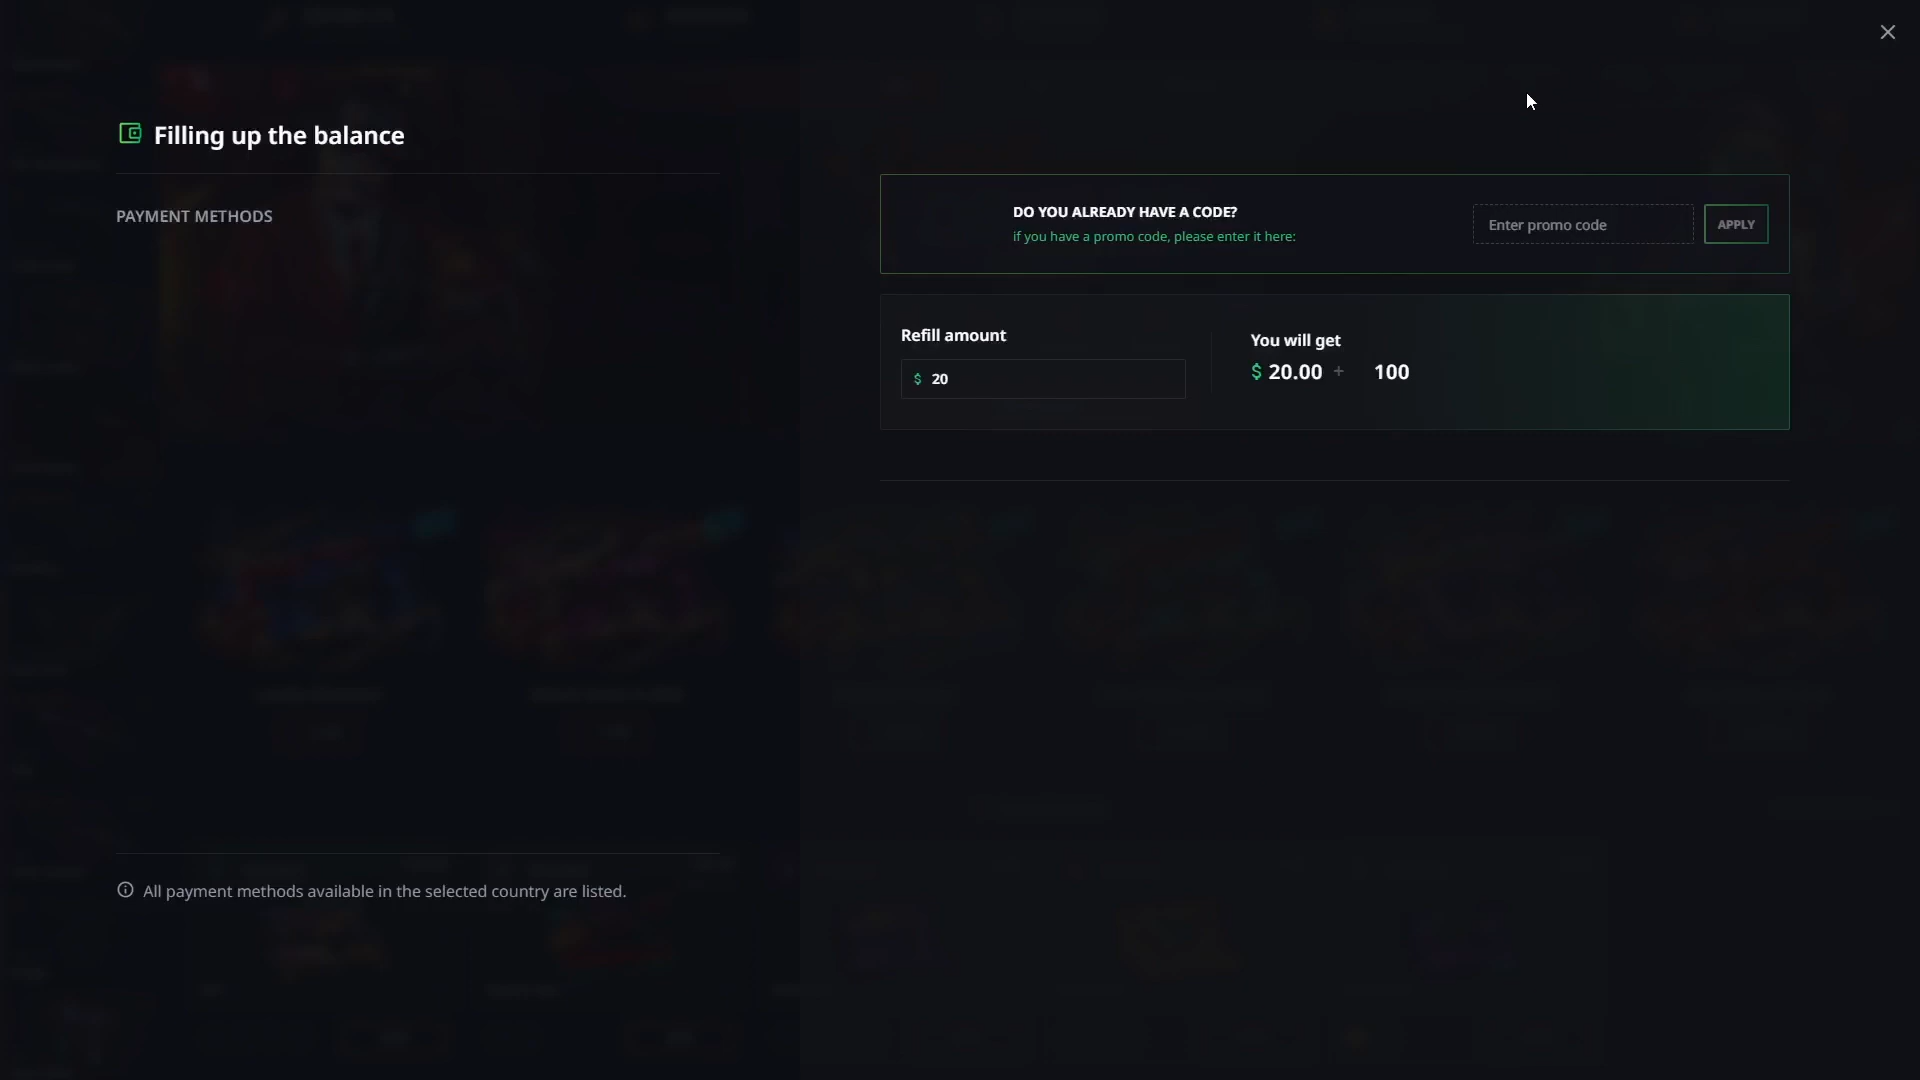 Filling up the balance
PAYMENT METHODS
DO YOU ALREADY HAVE A CODE?
if you have a promo code, please enter it here:
Enter promo code
APPLY
Refill amount
$ 20
You will get
$ 20.00 + 100
All payment methods available in the selected country are listed.